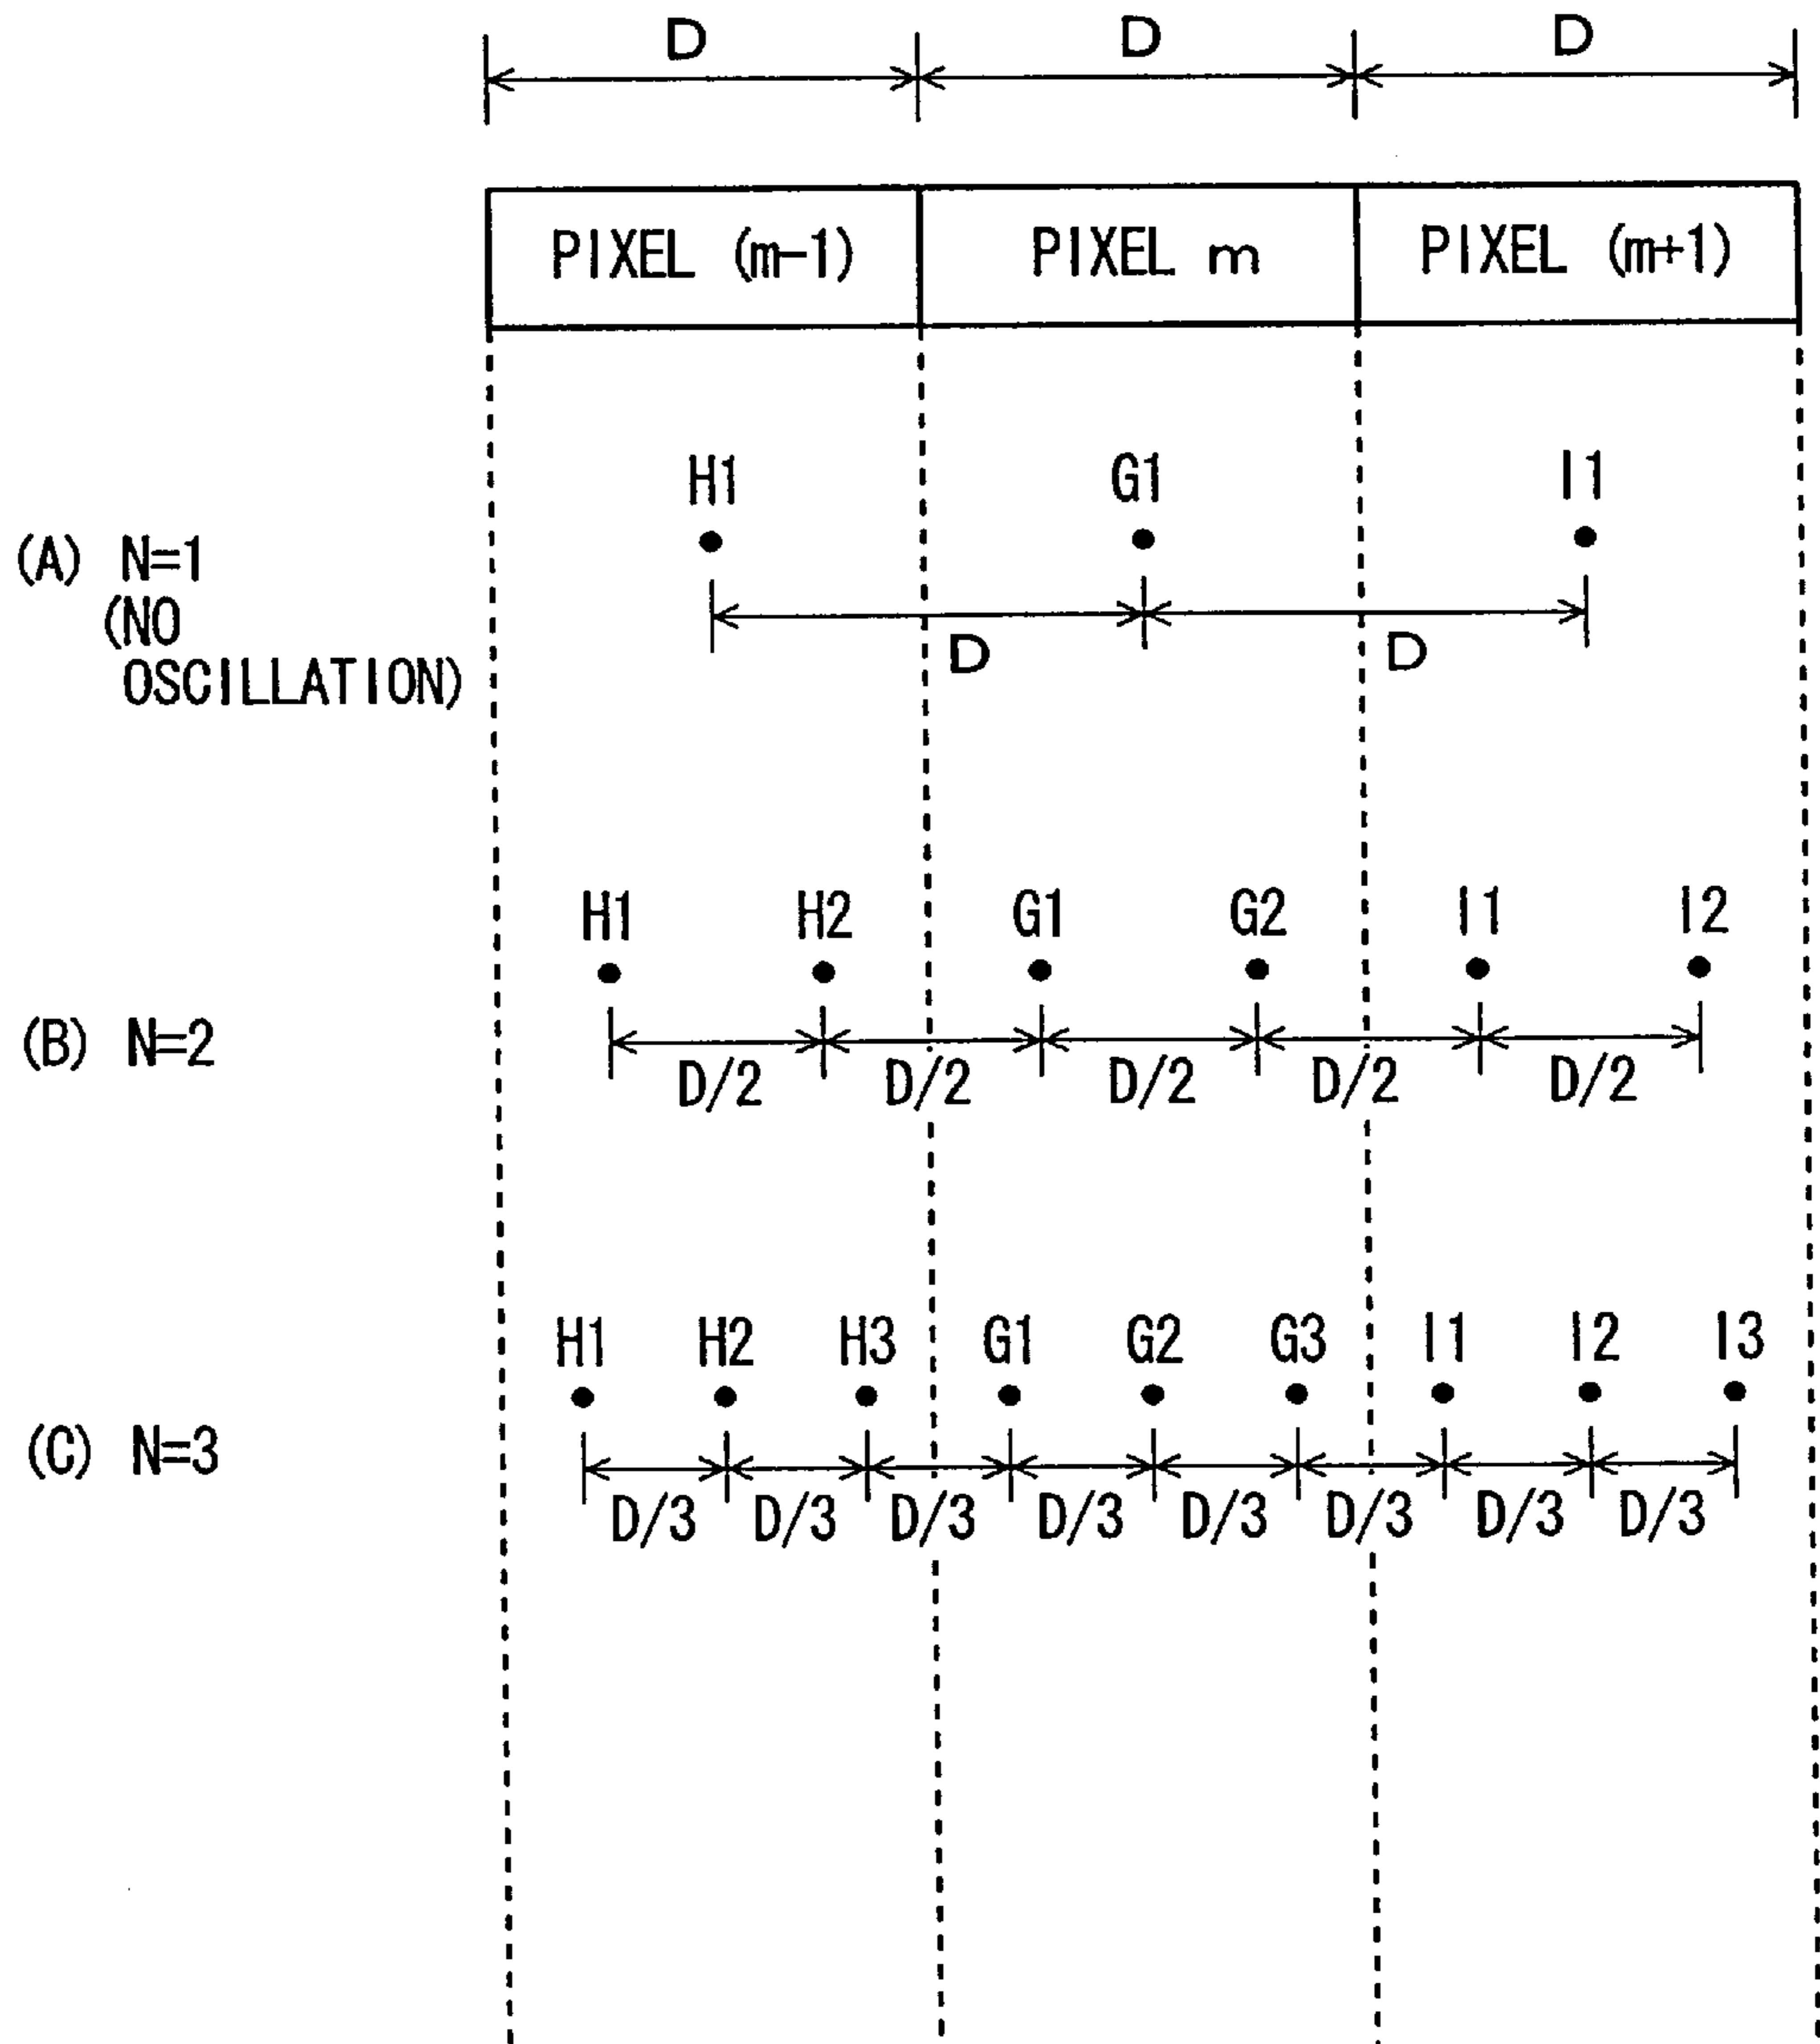 D D D
PIXEL (m-1) PIXEL m PIXEL (m+1)
H1 G1 I1
(A) N=1
(NO
OSCILLATION)
D D
H1 H2 G1 G2 I1 I2
(B) N=2
D/2 D/2 D/2 D/2 D/2
H1 H2 H3 G1 G2 G3 I1 I2 I3
(C) N=3
D/3 D/3 D/3 D/3 D/3 D/3 D/3 D/3